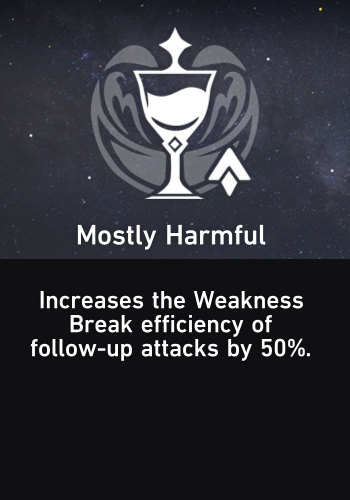 Mostly Harmful
Increases the Weakness
Break efficiency of
follow-up attacks by 50%.